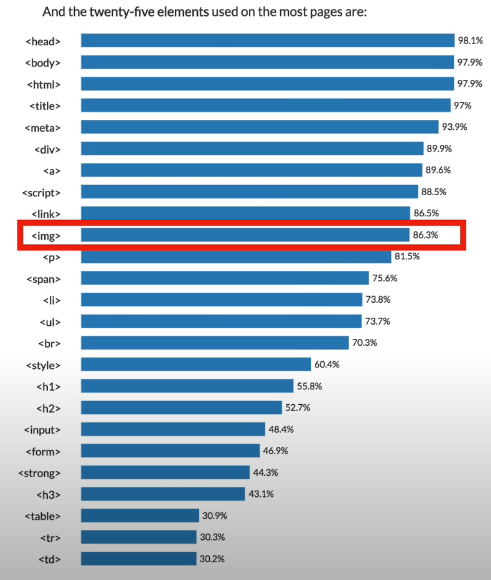 And the twenty-five elements used on the most pages are:
<head> 98.1%
<body> 97.9%
<html> 97.9%
<title> 97%
<meta> 93.9%
<div> 89.9%
<a> 89.6%
<script> 88.5%
<link> 86.5%
<img> 86.3%
<p> 81.5%
<span> 75.6%
<li> 73.8%
<ul> 73.7%
<br> 70.3%
<style> 60.4%
<h1> 55.8%
<h2> 52.7%
<input> 48.4%
<form> 46.9%
<strong> 44.3%
<h3> 43.1%
<table> 30.9%
<tr> 30.3%
<td> 30.2%